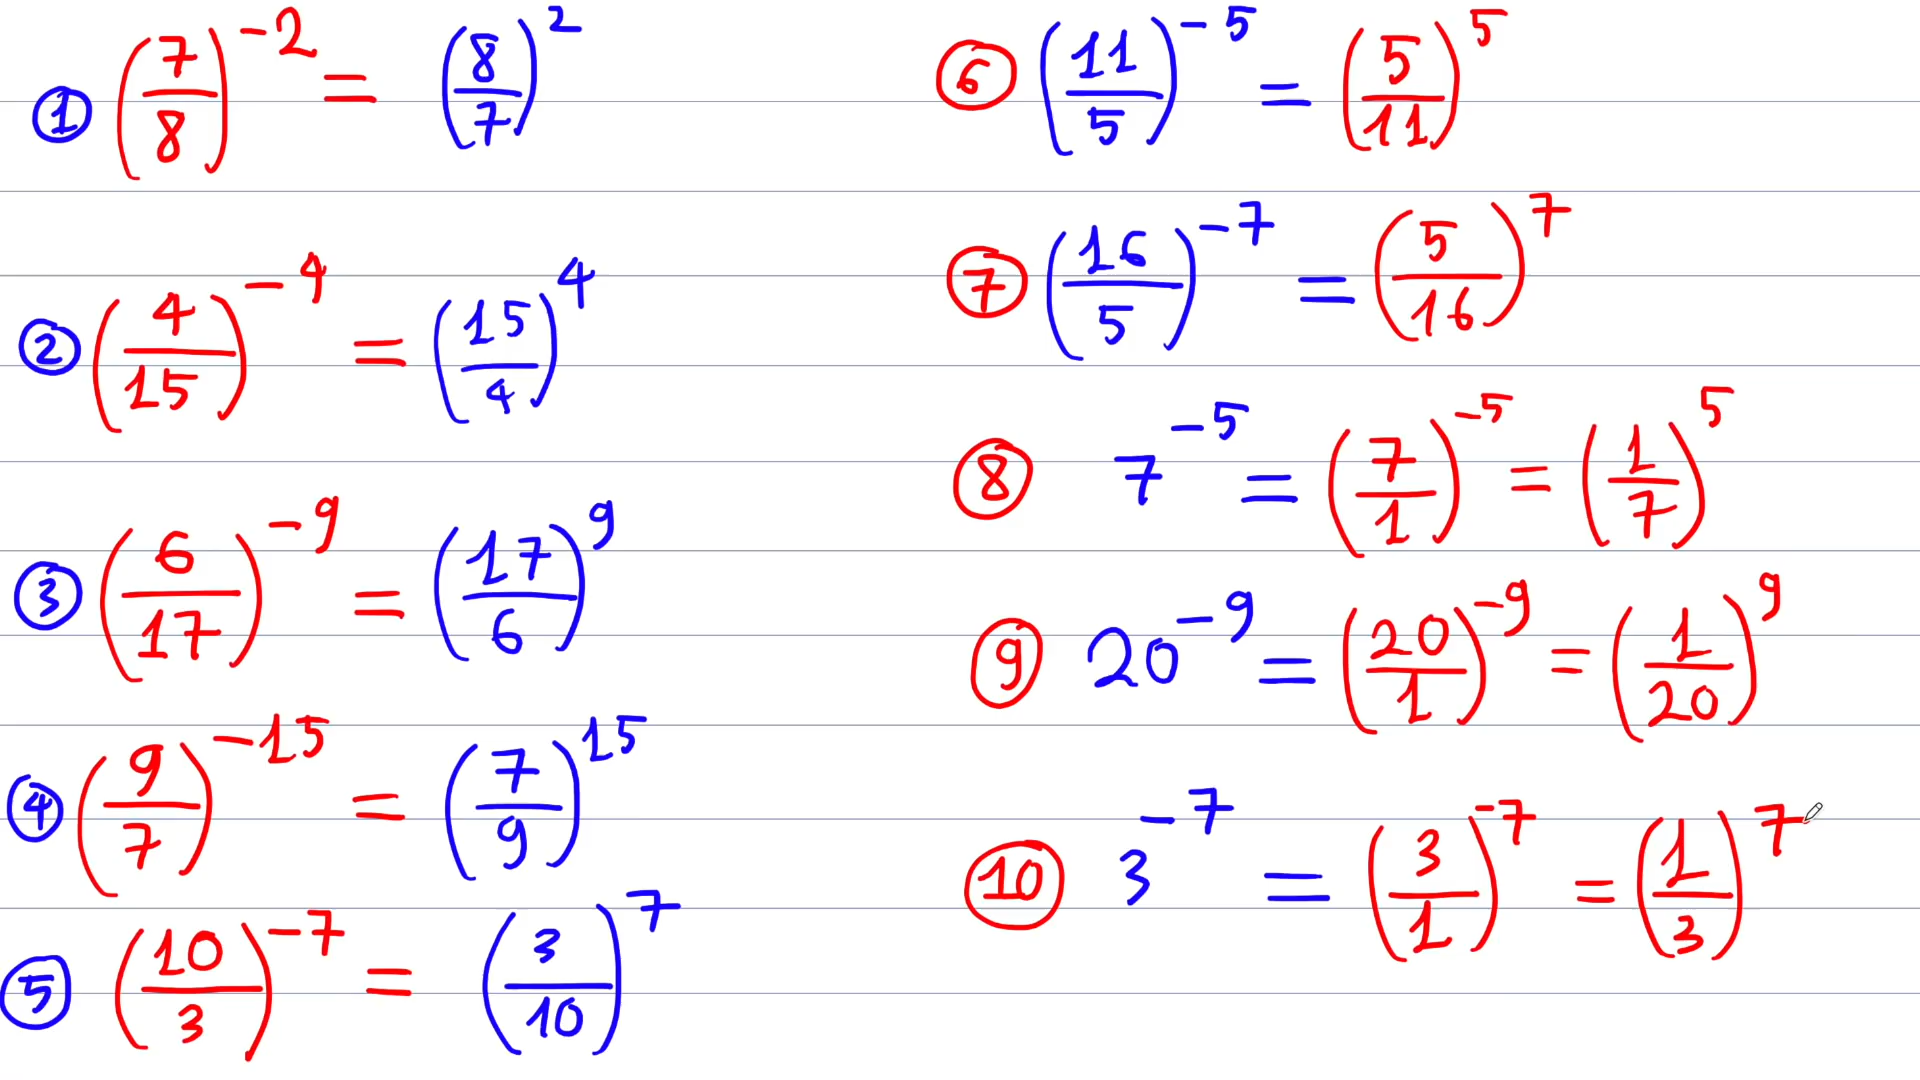 ① (7/8)^-2 = (8/7)^2
② (4/15)^-4 = (15/4)^4
③ (6/17)^-9 = (17/6)^9
④ (9/7)^-15 = (7/9)^15
⑤ (10/3)^-7 = (3/10)^7
⑥ (11/5)^-5 = (5/11)^5
⑦ (16/5)^-7 = (5/16)^7
⑧ 7^-5 = (7/1)^-5 = (1/7)^5
⑨ 20^-9 = (20/1)^-9 = (1/20)^9
⑩ 3^-7 = (3/1)^-7 = (1/3)^7